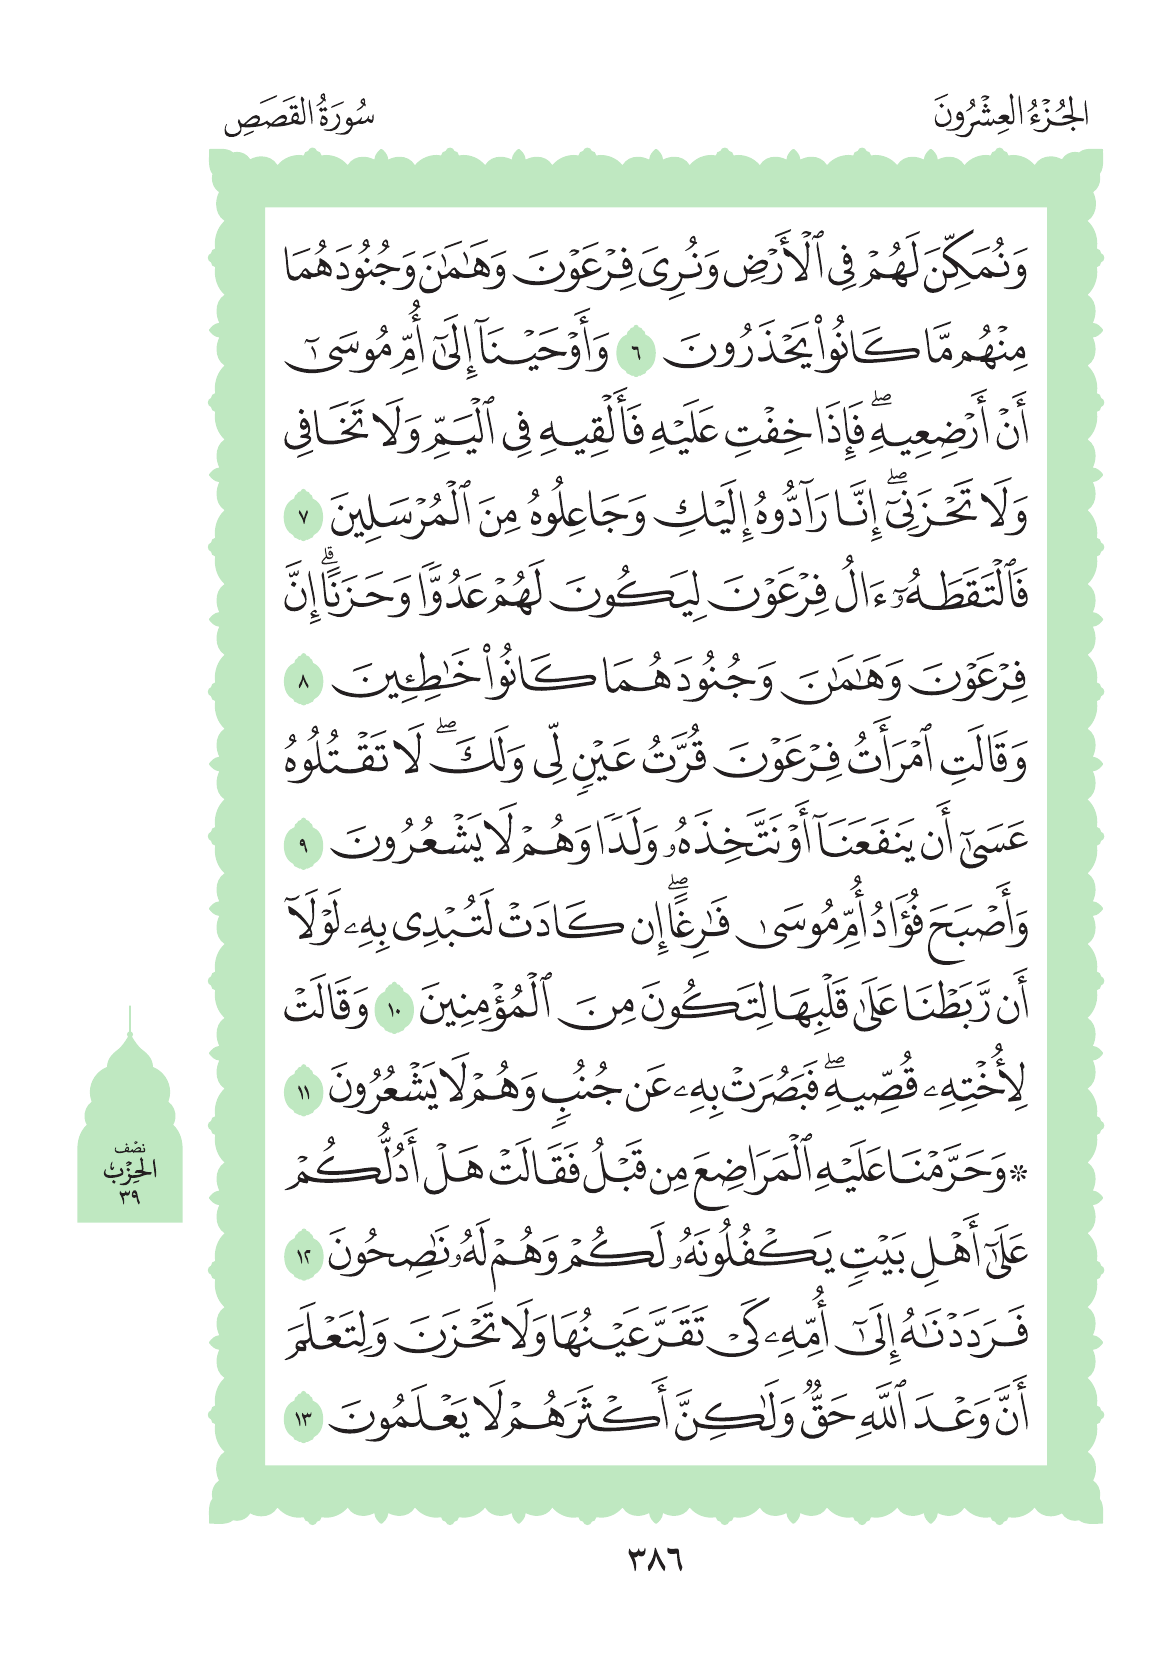 الجُزْءُ العِشْرُونَ
سُورَةُ القَصَصِ
وَنُمَكِّنَ لَهُمْ فِى ٱلْأَرْضِ وَنُرِىَ فِرْعَوْنَ وَهَٰمَٰنَ وَجُنُودَهُمَا
مِنْهُم مَّا كَانُوا۟ يَحْذَرُونَ ٦ وَأَوْحَيْنَآ إِلَىٰٓ أُمِّ مُوسَىٰٓ
أَنْ أَرْضِعِيهِ ۖ فَإِذَا خِفْتِ عَلَيْهِ فَأَلْقِيهِ فِى ٱلْيَمِّ وَلَا تَخَافِى
وَلَا تَحْزَنِىٓ ۖ إِنَّا رَآدُّوهُ إِلَيْكِ وَجَاعِلُوهُ مِنَ ٱلْمُرْسَلِينَ ٧
فَٱلْتَقَطَهُۥٓ ءَالُ فِرْعَوْنَ لِيَكُونَ لَهُمْ عَدُوًّا وَحَزَنًا ۗ إِنَّ
فِرْعَوْنَ وَهَٰمَٰنَ وَجُنُودَهُمَا كَانُوا۟ خَٰطِـِٔينَ ٨
وَقَالَتِ ٱمْرَأَتُ فِرْعَوْنَ قُرَّتُ عَيْنٍ لِّى وَلَكَ ۖ لَا تَقْتُلُوهُ
عَسَىٰٓ أَن يَنفَعَنَآ أَوْ نَتَّخِذَهُۥ وَلَدًا وَهُمْ لَا يَشْعُرُونَ ٩
وَأَصْبَحَ فُؤَادُ أُمِّ مُوسَىٰ فَٰرِغًا ۖ إِن كَادَتْ لَتُبْدِى بِهِۦ لَوْلَآ
أَن رَّبَطْنَا عَلَىٰ قَلْبِهَا لِتَكُونَ مِنَ ٱلْمُؤْمِنِينَ ١٠ وَقَالَتْ
لِأُخْتِهِۦ قُصِّيهِ ۖ فَبَصُرَتْ بِهِۦ عَن جُنُبٍ وَهُمْ لَا يَشْعُرُونَ ١١
۞ وَحَرَّمْنَا عَلَيْهِ ٱلْمَرَاضِعَ مِن قَبْلُ فَقَالَتْ هَلْ أَدُلُّكُمْ
عَلَىٰٓ أَهْلِ بَيْتٍ يَكْفُلُونَهُۥ لَكُمْ وَهُمْ لَهُۥ نَٰصِحُونَ ١٢
فَرَدَدْنَٰهُ إِلَىٰٓ أُمِّهِۦ كَىْ تَقَرَّ عَيْنُهَا وَلَا تَحْزَنَ وَلِتَعْلَمَ
أَنَّ وَعْدَ ٱللَّهِ حَقٌّ وَلَٰكِنَّ أَكْثَرَهُمْ لَا يَعْلَمُونَ ١٣
نصْف
الحِزْب
٣٩
٣٨٦